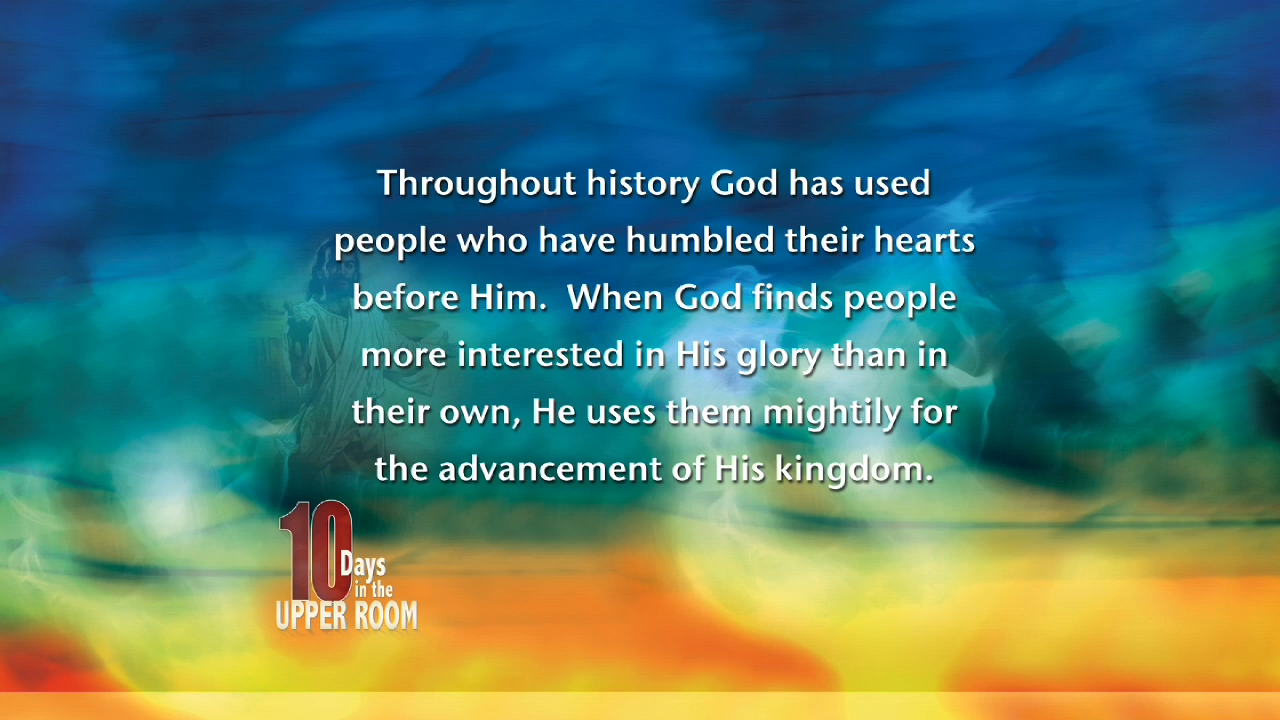 Throughout history God has used
people who have humbled their hearts
before Him.  When God finds people
more interested in His glory than in
their own, He uses them mightily for
the advancement of His kingdom.
10
Days
in the
UPPER ROOM